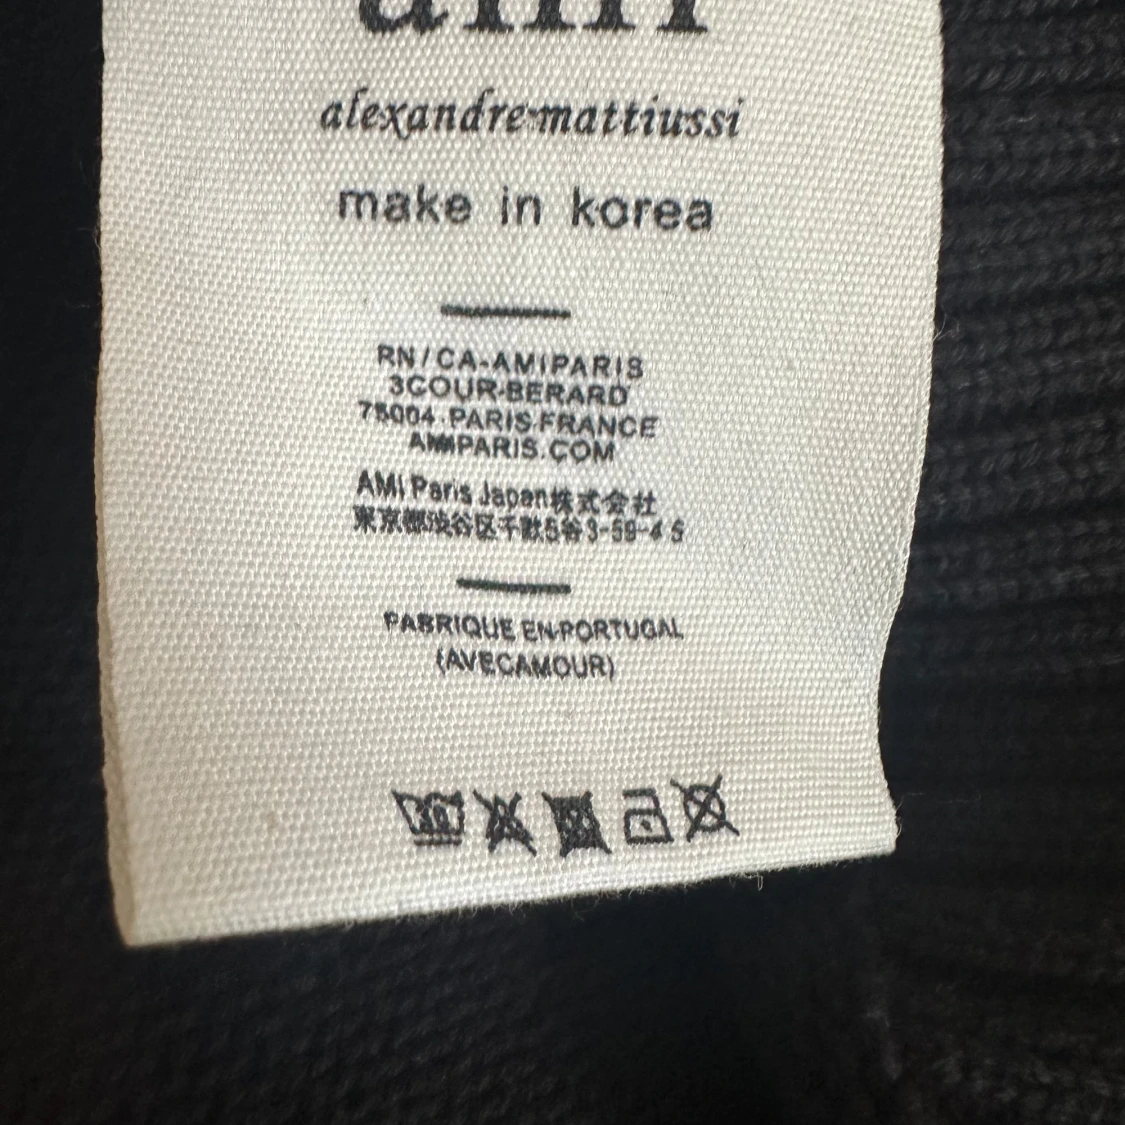 ami
alexandre mattiussi
make in korea
RN/CA-AMIPARIS
3COUR-BERARD
75004.PARIS-FRANCE
AMIPARIS.COM
AMI Paris Japan株式会社
東京都渋谷区千駄5谷3-59-4 5
FABRIQUE EN-PORTUGAL
(AVECAMOUR)